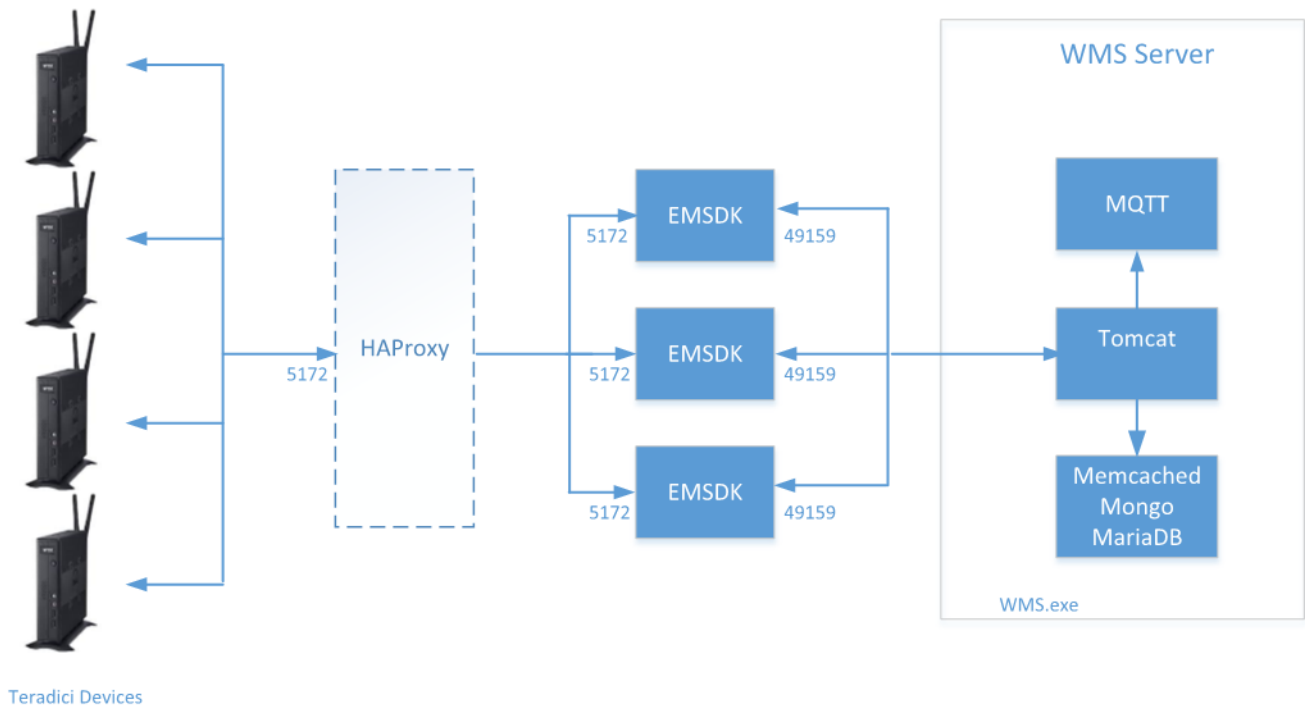 WMS Server
MQTT
EMSDK
5172
49159
HAProxy
5172
EMSDK
5172
49159
Tomcat
EMSDK
5172
49159
Memcached
Mongo
MariaDB
WMS.exe
Teradici Devices